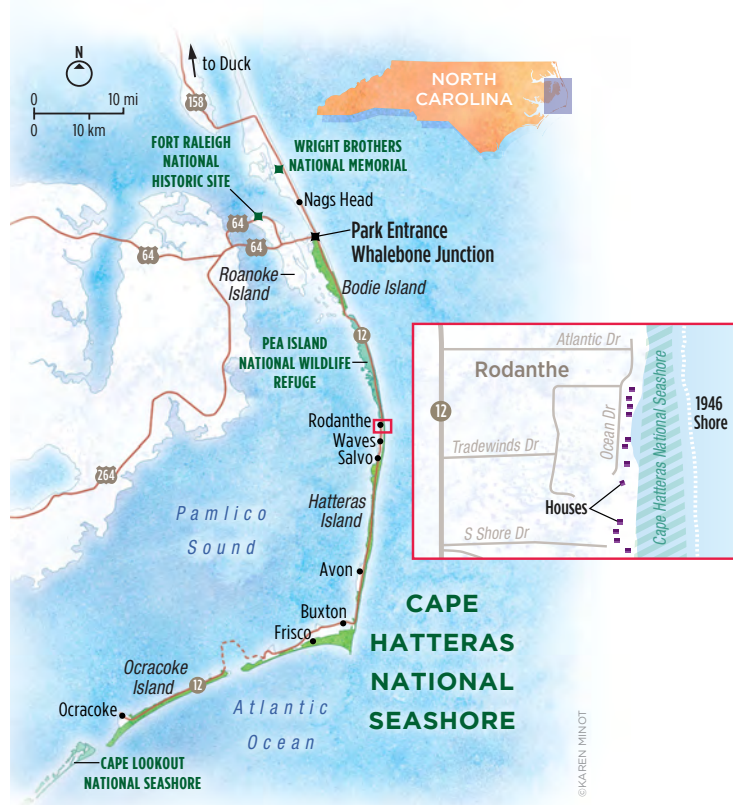 N
to Duck
0 10 mi
0 10 km
158
NORTH
CAROLINA
FORT RALEIGH
NATIONAL
HISTORIC SITE
WRIGHT BROTHERS
NATIONAL MEMORIAL
Nags Head
64
64
64
Park Entrance
Whalebone Junction
Roanoke
Island
Bodie Island
12
PEA ISLAND
NATIONAL WILDLIFE
REFUGE
Rodanthe
Waves
Salvo
264
Hatteras
Island
Pamlico
Sound
Avon
Buxton
Frisco
CAPE
HATTERAS
NATIONAL
SEASHORE
Ocracoke
Island
12
Ocracoke
Atlantic
Ocean
CAPE LOOKOUT
NATIONAL SEASHORE
Atlantic Dr
Rodanthe
12
Ocean Dr
Tradewinds Dr
Houses
S Shore Dr
Cape Hatteras National Seashore
1946
Shore
©KAREN MINOT